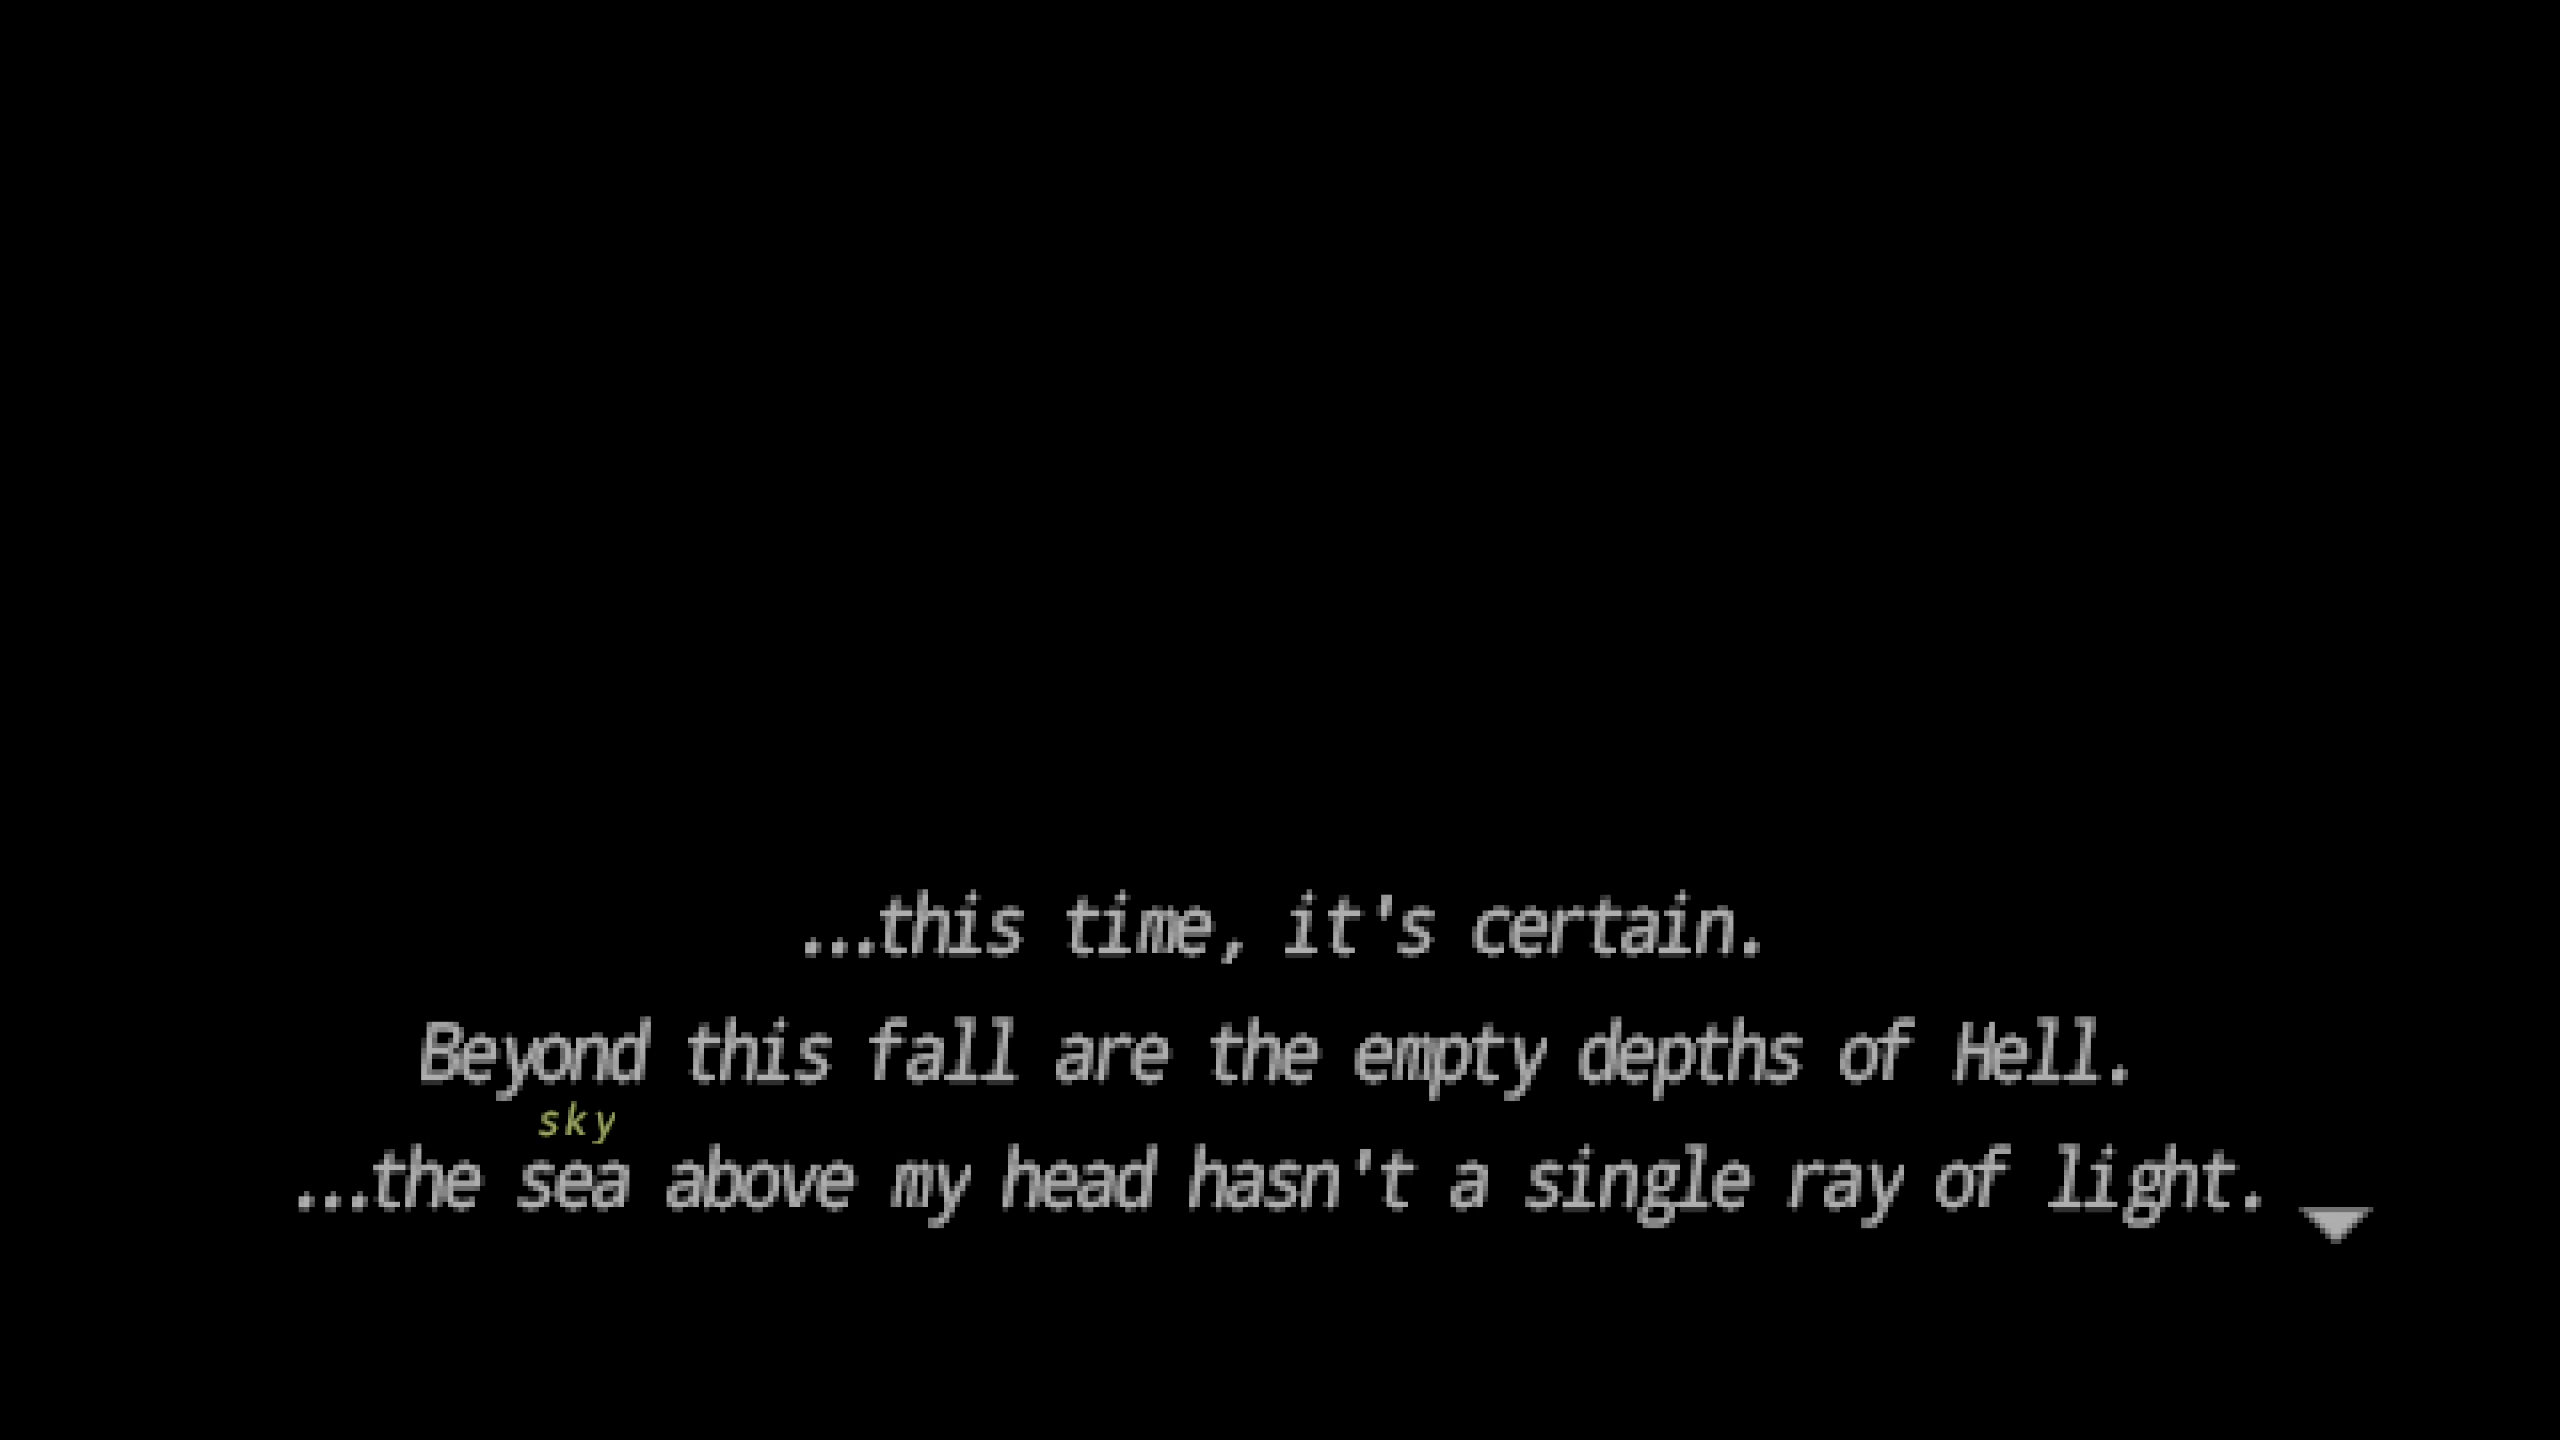 ...this time, it's certain.
Beyond this fall are the empty depths of Hell.
sky
...the sea above my head hasn't a single ray of light.